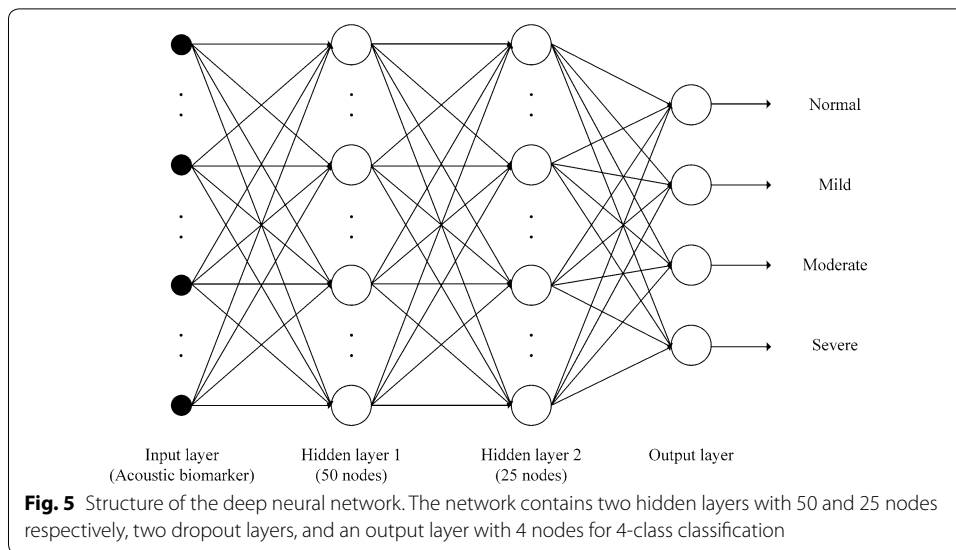 Normal
Mild
Moderate
Severe
Input layer
(Acoustic biomarker)
Hidden layer 1
(50 nodes)
Hidden layer 2
(25 nodes)
Output layer
Fig. 5 Structure of the deep neural network. The network contains two hidden layers with 50 and 25 nodes
respectively, two dropout layers, and an output layer with 4 nodes for 4-class classification